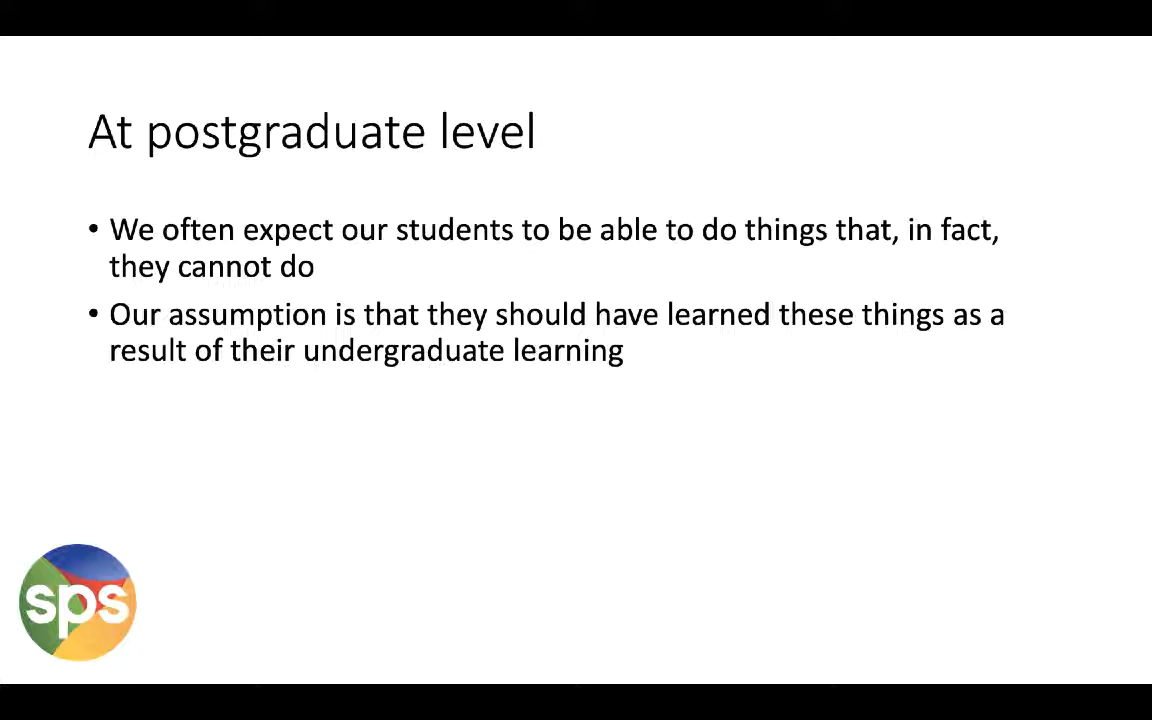 At postgraduate level
• We often expect our students to be able to do things that, in fact,
they cannot do
• Our assumption is that they should have learned these things as a
result of their undergraduate learning
sps